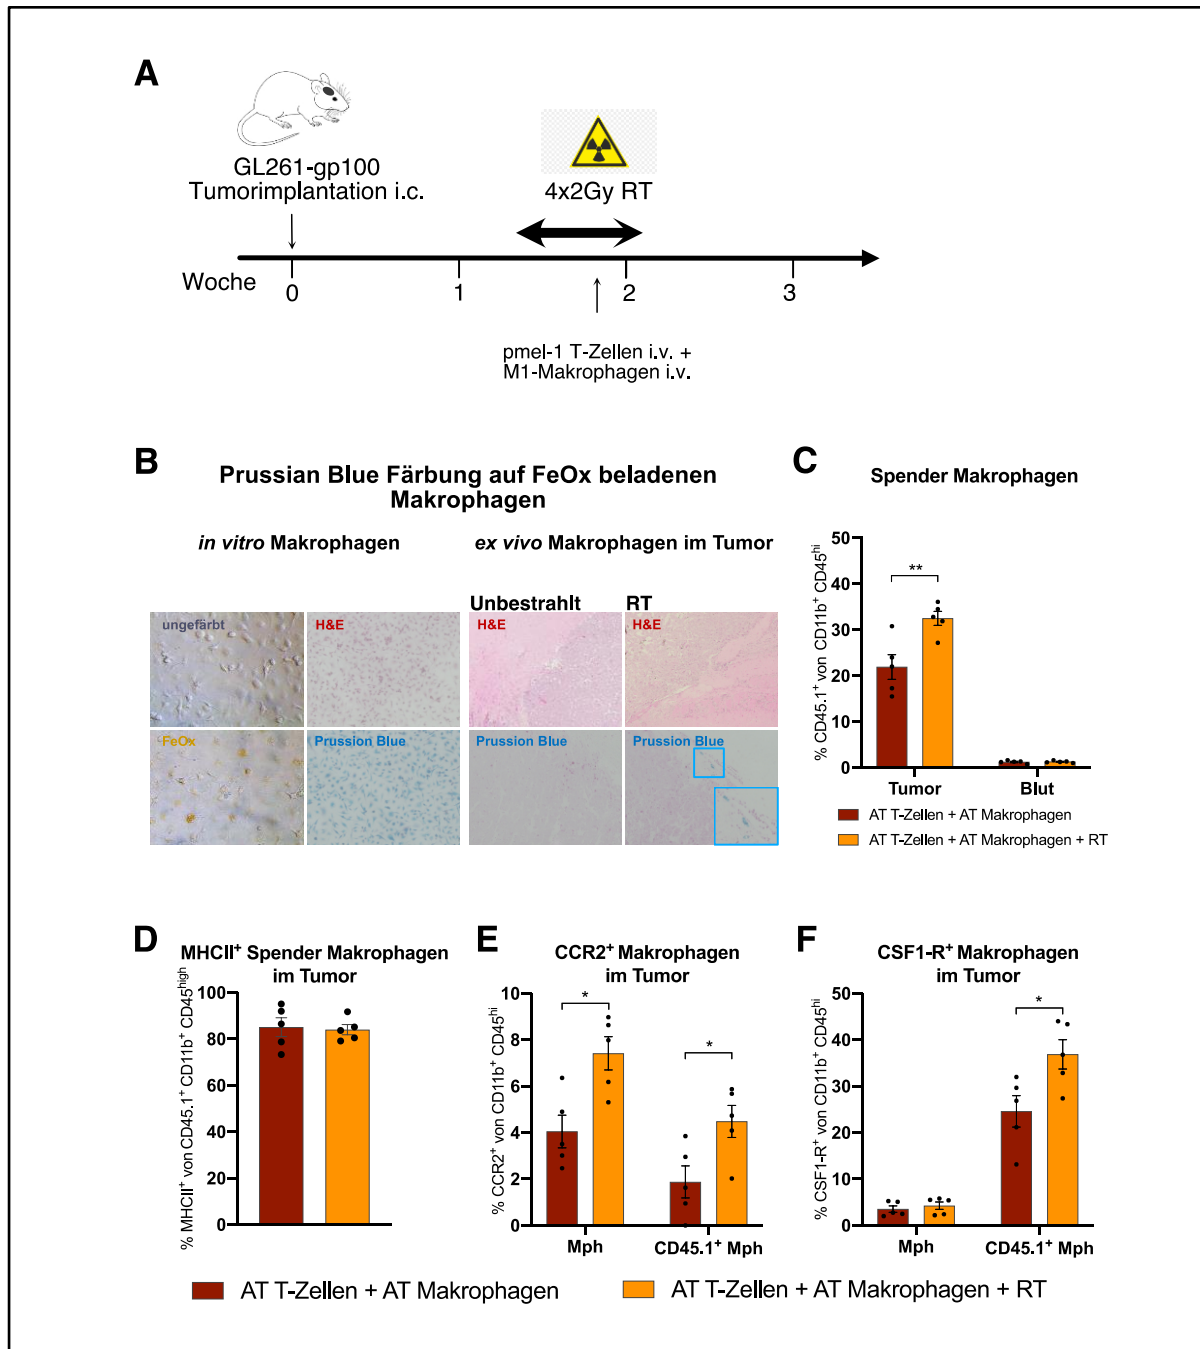 A
GL261-gp100
Tumorimplantation i.c.
4x2Gy RT
Woche
0
1
2
3
pmel-1 T-Zellen i.v. +
M1-Makrophagen i.v.
B
Prussian Blue Färbung auf FeOx beladenen
Makrophagen
in vitro Makrophagen
ex vivo Makrophagen im Tumor
Unbestrahlt
RT
ungefärbt
H&E
H&E
H&E
FeOx
Prussion Blue
Prussion Blue
Prussion Blue
C
Spender Makrophagen
% CD45.1+ von CD11b+ CD45hi
50
40
30
20
10
0
**
Tumor
Blut
AT T-Zellen + AT Makrophagen
AT T-Zellen + AT Makrophagen + RT
D
MHCII+ Spender Makrophagen
im Tumor
% MHCII+ von CD45.1+ CD11b+ CD45high
100
80
60
40
20
0
E
CCR2+ Makrophagen
im Tumor
% CCR2+ von CD11b+ CD45hi
10
8
6
4
2
0
*
*
Mph
CD45.1+ Mph
F
CSF1-R+ Makrophagen
im Tumor
% CSF1-R+ von CD11b+ CD45hi
50
40
30
20
10
0
*
Mph
CD45.1+ Mph
AT T-Zellen + AT Makrophagen
AT T-Zellen + AT Makrophagen + RT